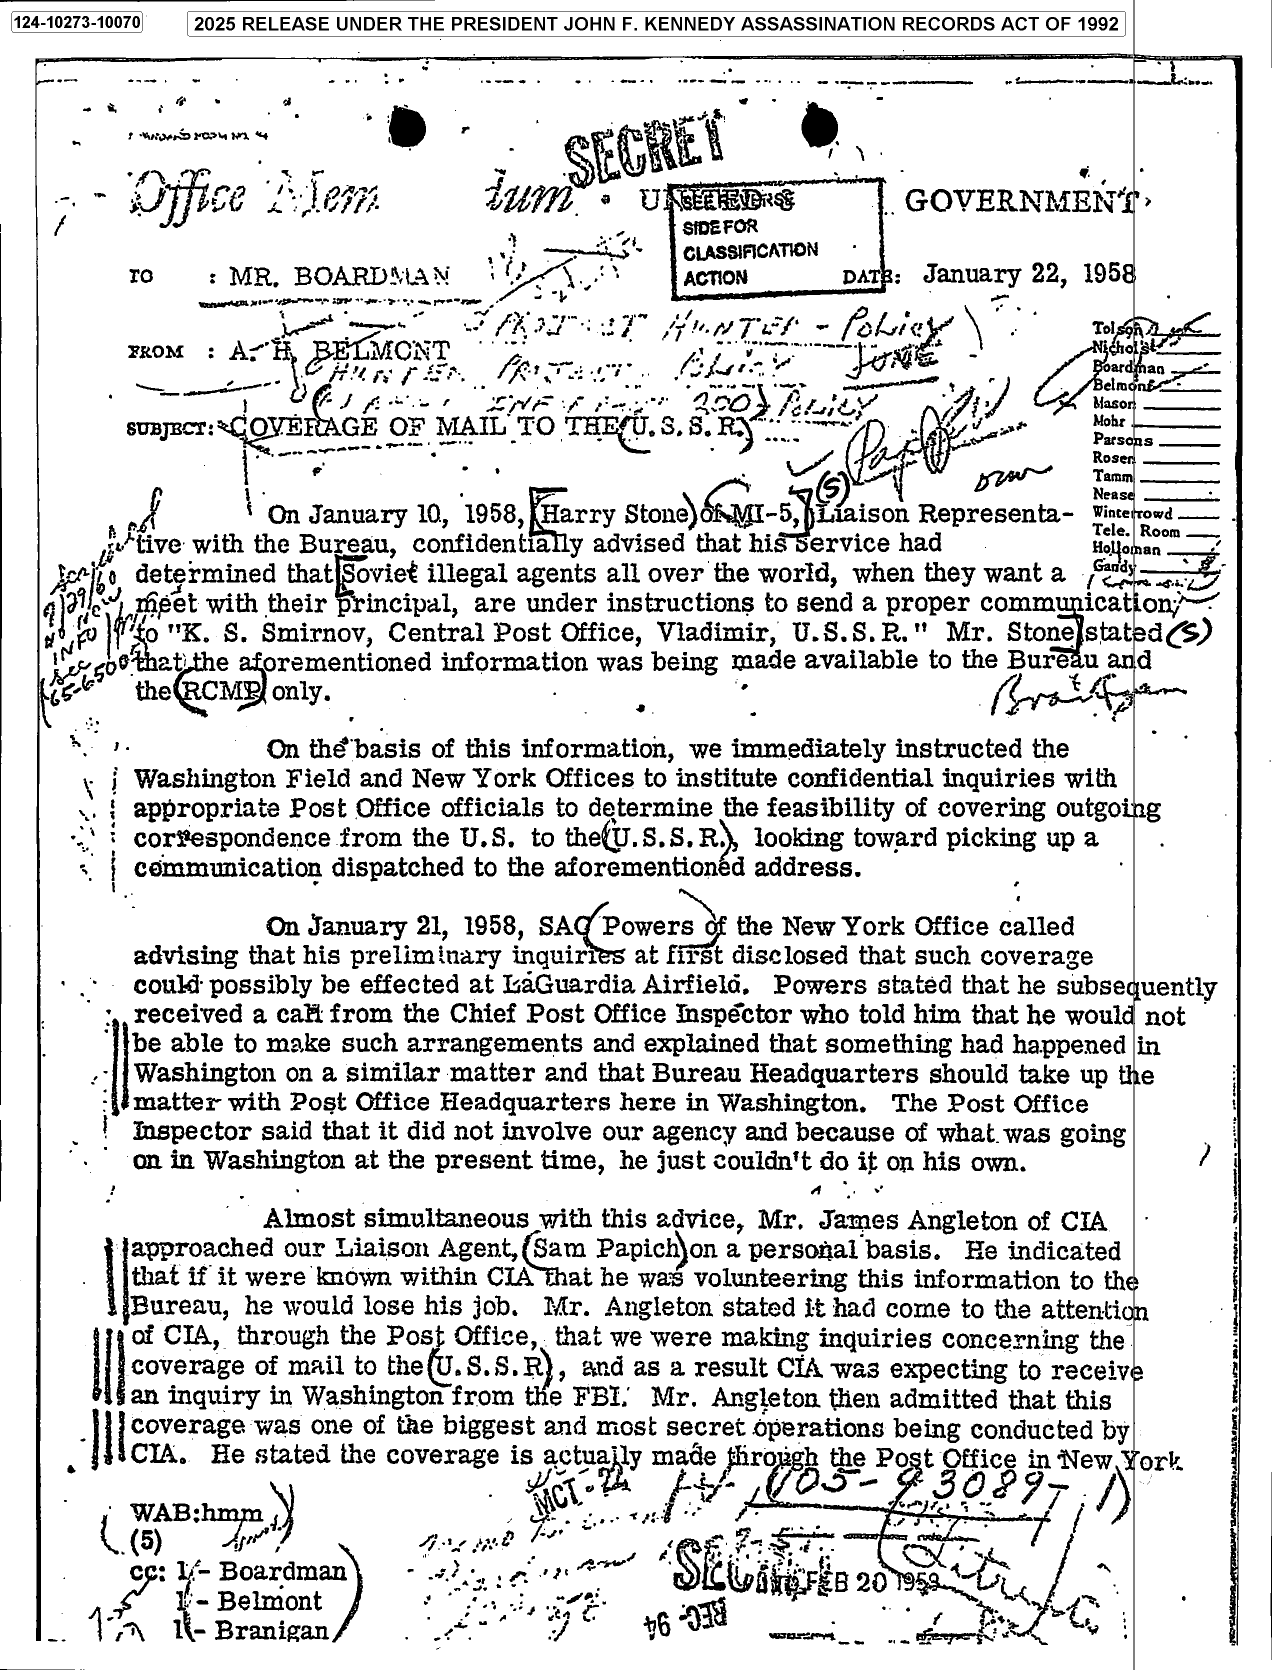 124-10273-10070
2025 RELEASE UNDER THE PRESIDENT JOHN F. KENNEDY ASSASSINATION RECORDS ACT OF 1992
SECRET
Office Mem dum • U GOVERNMENT
SEE REVERSE
SIDE FOR
CLASSIFICATION
ACTION
TO : MR. BOARDMAN DATE: January 22, 1958
HUNTER - Policy
FROM : A. H. BELMONT
HUNTER Policy JUNE
Policy
SUBJECT: COVERAGE OF MAIL TO THE (U.S.S.R.)
Tolson
Nichols
Boardman
Belmont
Mason
Mohr
Parsons
Rosen
Tamm
Nease
Winterrowd
Tele. Room
Holloman
Gandy
(S)
On January 10, 1958, [Harry Stone) of MI-5,] Liaison Representa-
tive with the Bureau, confidentially advised that his service had
determined that [Soviet illegal agents all over the world, when they want a
meet with their principal, are under instructions to send a proper communication
to "K. S. Smirnov, Central Post Office, Vladimir, U.S.S.R." Mr. Stone] stated (S)
that the aforementioned information was being made available to the Bureau and
the (RCMP) only.
On the basis of this information, we immediately instructed the
Washington Field and New York Offices to institute confidential inquiries with
appropriate Post Office officials to determine the feasibility of covering outgoing
correspondence from the U.S. to the (U.S.S.R.), looking toward picking up a
communication dispatched to the aforementioned address.
On January 21, 1958, SAC (Powers of the New York Office called
advising that his preliminary inquiries at first disclosed that such coverage
could possibly be effected at LaGuardia Airfield. Powers stated that he subsequently
received a call from the Chief Post Office Inspector who told him that he would not
be able to make such arrangements and explained that something had happened in
Washington on a similar matter and that Bureau Headquarters should take up the
matter with Post Office Headquarters here in Washington. The Post Office
Inspector said that it did not involve our agency and because of what was going
on in Washington at the present time, he just couldn't do it on his own.
Almost simultaneous with this advice, Mr. James Angleton of CIA
approached our Liaison Agent, (Sam Papich) on a personal basis. He indicated
that if it were known within CIA that he was volunteering this information to the
Bureau, he would lose his job. Mr. Angleton stated it had come to the attention
of CIA, through the Post Office, that we were making inquiries concerning the
coverage of mail to the (U.S.S.R), and as a result CIA was expecting to receive
an inquiry in Washington from the FBI. Mr. Angleton then admitted that this
coverage was one of the biggest and most secret operations being conducted by
CIA. He stated the coverage is actually made through the Post Office in New York
MCT-22
105-93089-1
WAB:hmm
(5)
cc: 1 - Boardman
1 - Belmont
1 - Branigan
SECRET
FEB 20 1958
REC-94